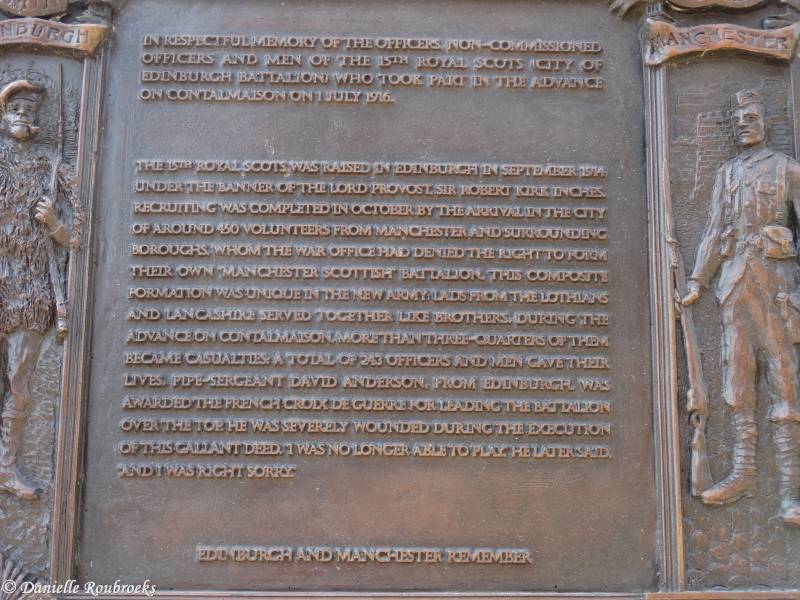 EDINBURGH
MANCHESTER
IN RESPECTFUL MEMORY OF THE OFFICERS, NON-COMMISSIONED
OFFICERS AND MEN OF THE 15TH ROYAL SCOTS (CITY OF
EDINBURGH BATTALION) WHO TOOK PART IN THE ADVANCE
ON CONTALMAISON ON 1 JULY 1916.
THE 15TH ROYAL SCOTS WAS RAISED IN EDINBURGH IN SEPTEMBER 1914
UNDER THE BANNER OF THE LORD PROVOST, SIR ROBERT KIRK INCHES.
RECRUITING WAS COMPLETED IN OCTOBER BY THE ARRIVAL IN THE CITY
OF AROUND 450 VOLUNTEERS FROM MANCHESTER AND SURROUNDING
BOROUGHS, WHOM THE WAR OFFICE HAD DENIED THE RIGHT TO FORM
THEIR OWN 'MANCHESTER SCOTTISH' BATTALION. THIS COMPOSITE
FORMATION WAS UNIQUE IN THE NEW ARMY: LADS FROM THE LOTHIANS
AND LANCASHIRE SERVED TOGETHER LIKE BROTHERS. DURING THE
ADVANCE ON CONTALMAISON, MORE THAN THREE-QUARTERS OF THEM
BECAME CASUALTIES. A TOTAL OF 243 OFFICERS AND MEN GAVE THEIR
LIVES. PIPE-SERGEANT DAVID ANDERSON, FROM EDINBURGH, WAS
AWARDED THE FRENCH CROIX DE GUERRE FOR LEADING THE BATTALION
OVER THE TOP. HE WAS SEVERELY WOUNDED DURING THE EXECUTION
OF THIS GALLANT DEED. 'I WAS NO LONGER ABLE TO PLAY,' HE LATER SAID.
'AND I WAS RIGHT SORRY.'
EDINBURGH AND MANCHESTER REMEMBER
© Danielle Roubroeks